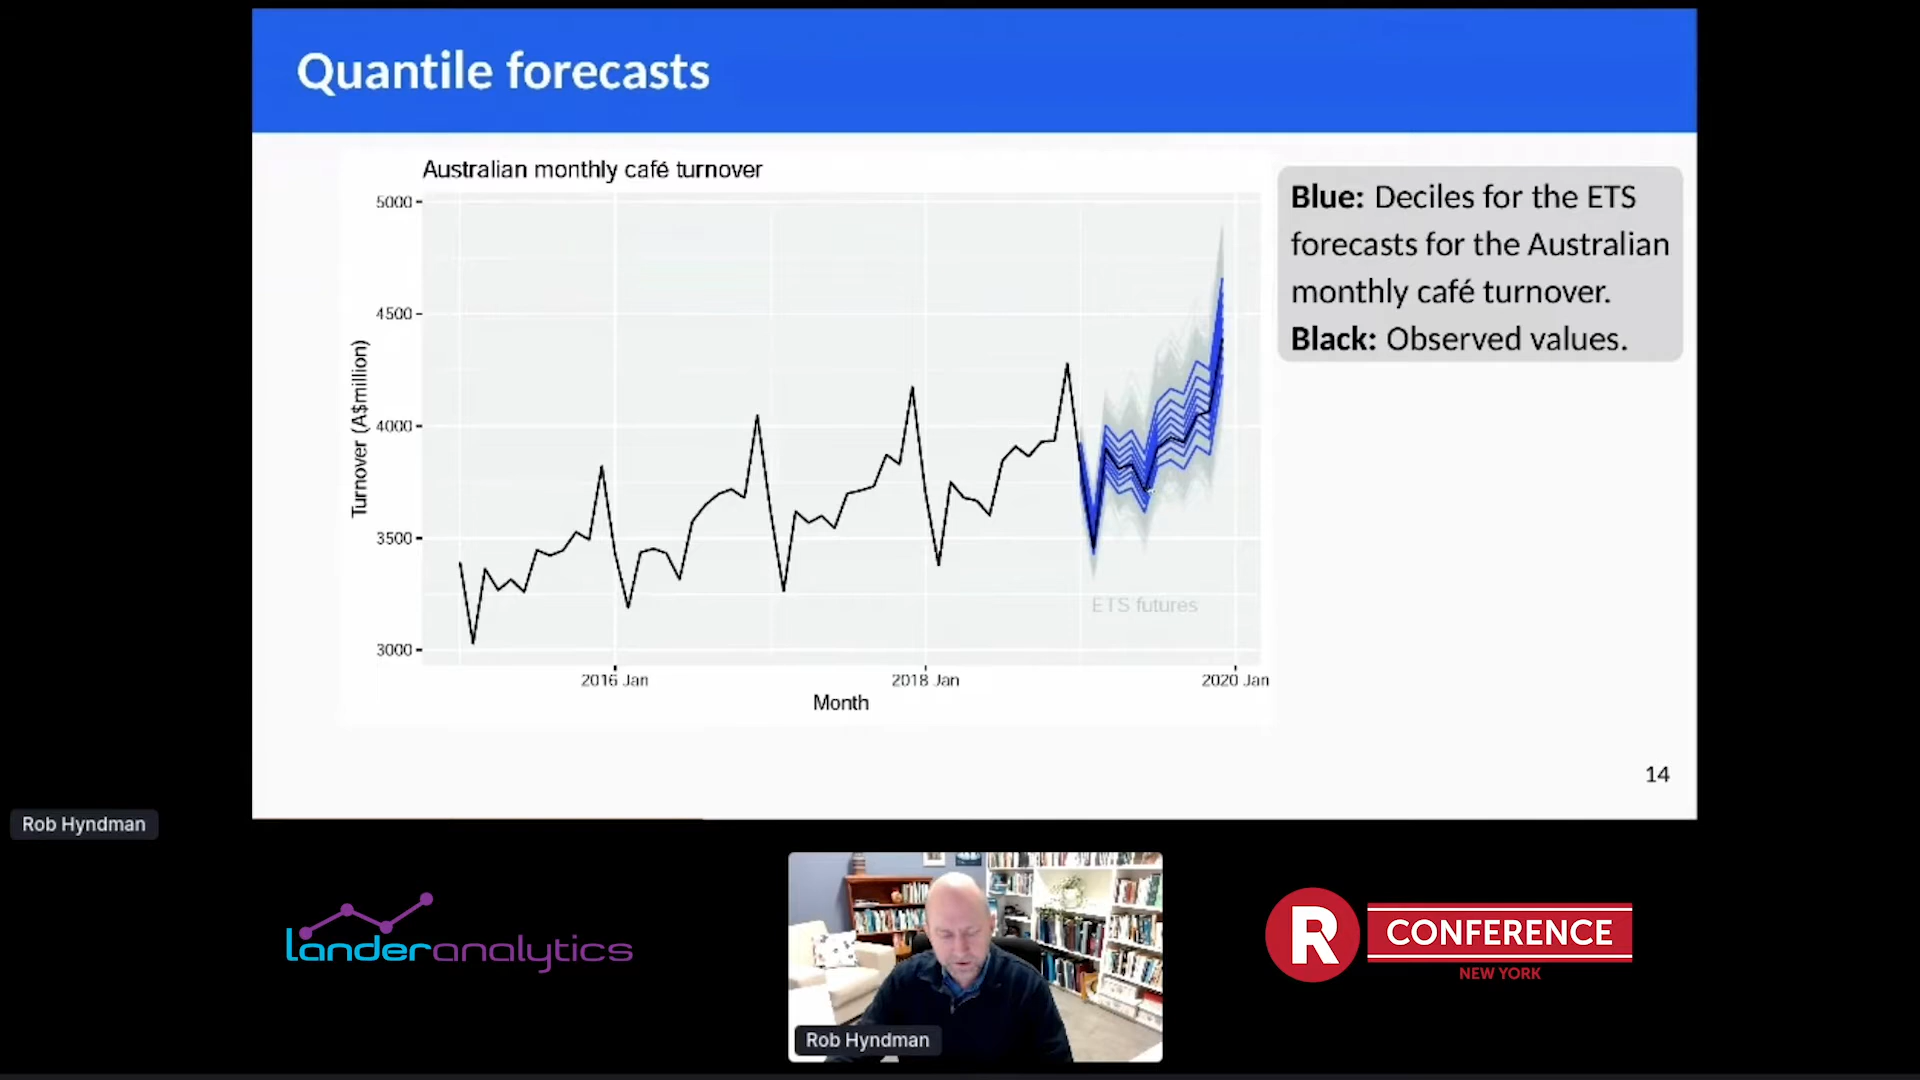 Quantile forecasts
Australian monthly café turnover
5000
4500
4000
3500
3000
Turnover (A$million)
2016 Jan
2018 Jan
2020 Jan
Month
ETS futures
Blue: Deciles for the ETS
forecasts for the Australian
monthly café turnover.
Black: Observed values.
14
Rob Hyndman
landeranalytics
Rob Hyndman
R CONFERENCE
NEW YORK